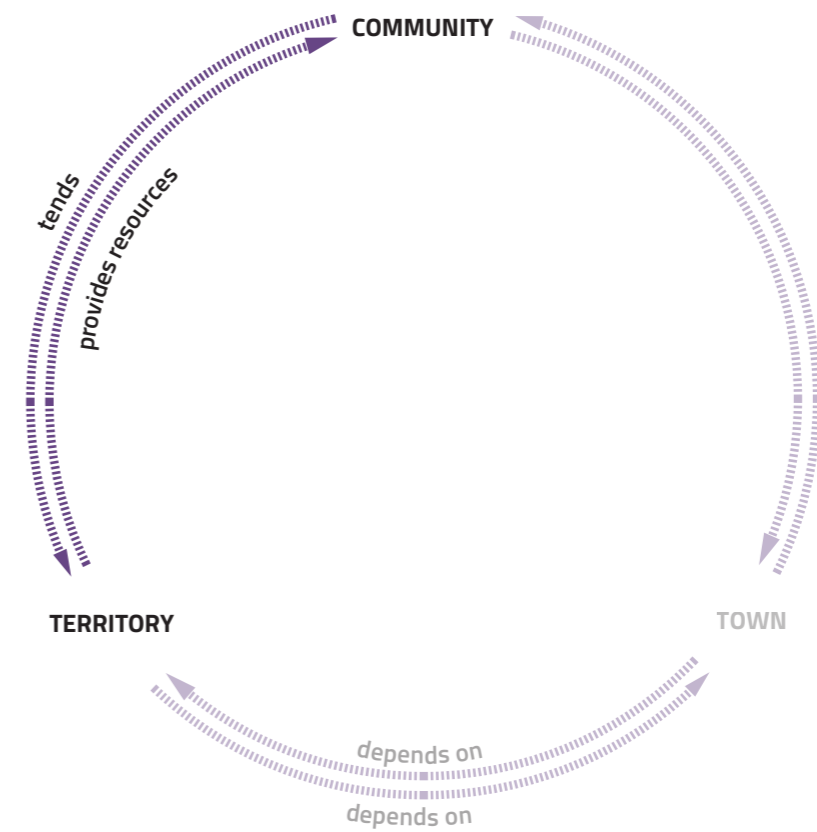 COMMUNITY
tends
provides resources
TERRITORY
TOWN
depends on
depends on